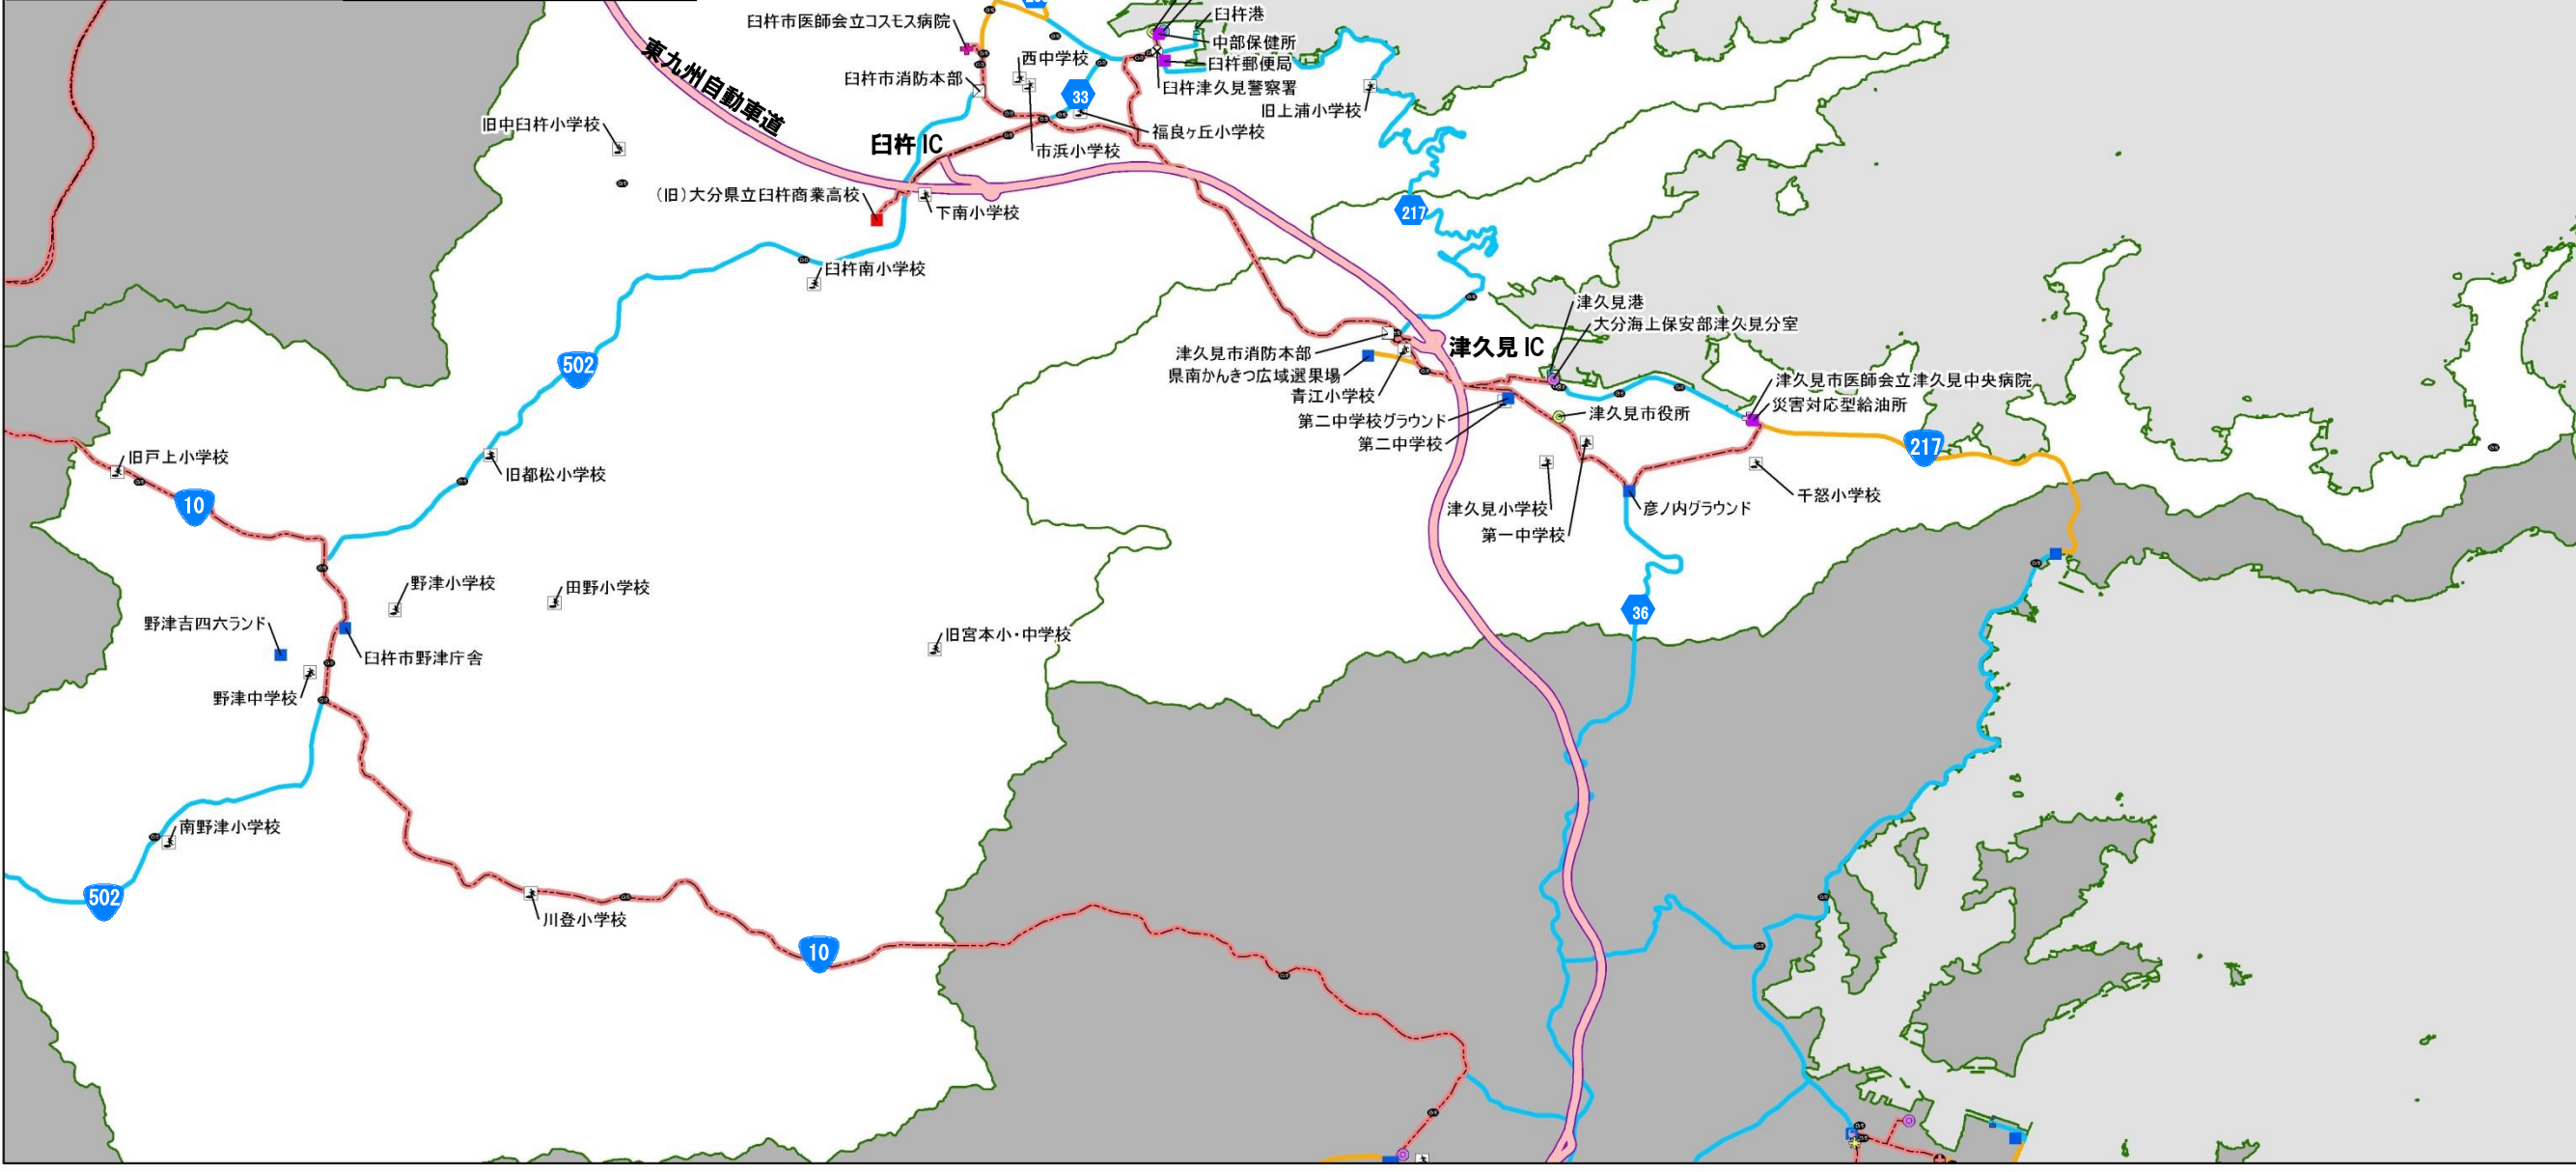 臼杵市医師会立コスモス病院
臼杵港
中部保健所
臼杵郵便局
西中学校
臼杵市消防本部
33
臼杵津久見警察署
旧上浦小学校
東九州自動車道
旧中臼杵小学校
福良ヶ丘小学校
臼杵 IC
市浜小学校
(旧)大分県立臼杵商業高校
下南小学校
217
臼杵南小学校
津久見港
大分海上保安部津久見分室
津久見 IC
津久見市消防本部
県南かんきつ広域選果場
青江小学校
502
津久見市医師会立津久見中央病院
災害対応型給油所
津久見市役所
第二中学校グラウンド
第二中学校
217
旧戸上小学校
旧都松小学校
千怒小学校
10
津久見小学校
彦ノ内グラウンド
第一中学校
野津小学校
田野小学校
36
野津吉四六ランド
旧宮本小・中学校
臼杵市野津庁舎
野津中学校
南野津小学校
502
川登小学校
10